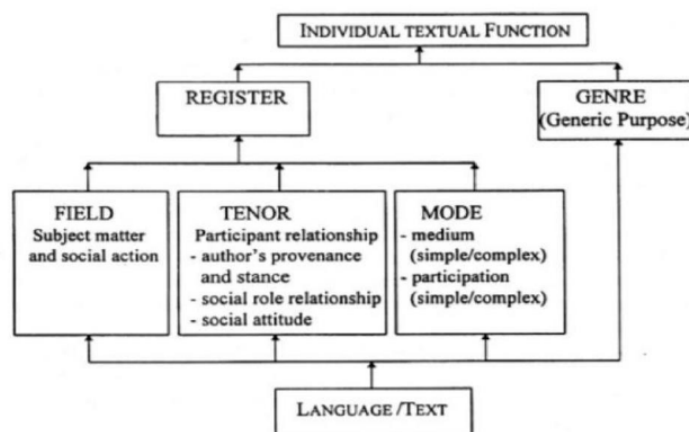 INDIVIDUAL TEXTUAL FUNCTION
REGISTER
GENRE
(Generic Purpose)
FIELD
Subject matter
and social action
TENOR
Participant relationship
- author's provenance
and stance
- social role relationship
- social attitude
MODE
- medium
(simple/complex)
- participation
(simple/complex)
LANGUAGE /TEXT